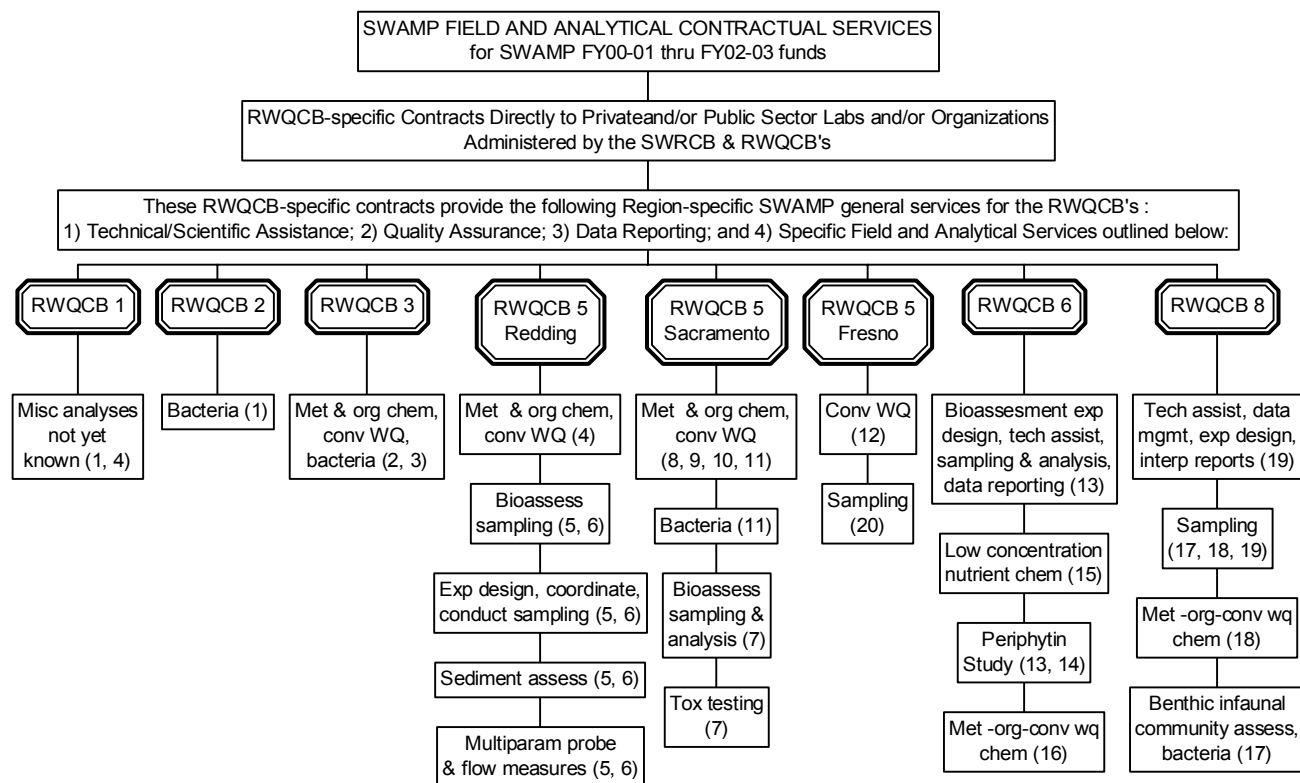 SWAMP FIELD AND ANALYTICAL CONTRACTUAL SERVICES
for SWAMP FY00-01 thru FY02-03 funds
RWQCB-specific Contracts Directly to Privateand/or Public Sector Labs and/or Organizations
Administered by the SWRCB & RWQCB's
These RWQCB-specific contracts provide the following Region-specific SWAMP general services for the RWQCB's :
1) Technical/Scientific Assistance; 2) Quality Assurance; 3) Data Reporting; and 4) Specific Field and Analytical Services outlined below:
RWQCB 1
Misc analyses
not yet
known (1, 4)
RWQCB 2
Bacteria (1)
RWQCB 3
Met & org chem,
conv WQ,
bacteria (2, 3)
RWQCB 5
Redding
Met & org chem,
conv WQ (4)
Bioassess
sampling (5, 6)
Exp design, coordinate,
conduct sampling (5, 6)
Sediment assess (5, 6)
Multiparam probe
& flow measures (5, 6)
RWQCB 5
Sacramento
Met & org chem,
conv WQ
(8, 9, 10, 11)
Bacteria (11)
Bioassess
sampling &
analysis (7)
Tox testing
(7)
RWQCB 5
Fresno
Conv WQ
(12)
Sampling
(20)
RWQCB 6
Bioassesment exp
design, tech assist,
sampling & analysis,
data reporting (13)
Low concentration
nutrient chem (15)
Periphytin
Study (13, 14)
Met -org-conv wq
chem (16)
RWQCB 8
Tech assist, data
mgmt, exp design,
interp reports (19)
Sampling
(17, 18, 19)
Met -org-conv wq
chem (18)
Benthic infaunal
community assess,
bacteria (17)